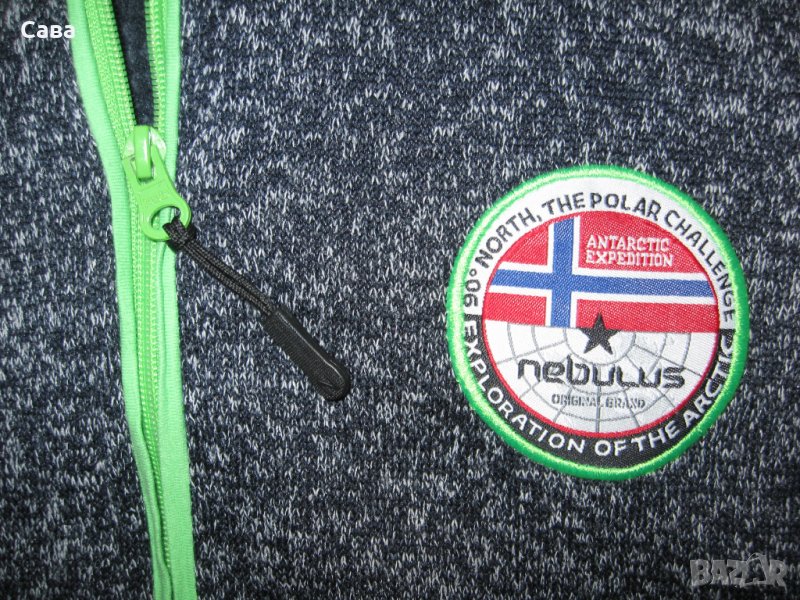 Сава
90° NORTH, THE POLAR CHALLENGE
ANTARCTIC
EXPEDITION
nebulus
ORIGINAL BRAND
EXPLORATION OF THE ARCTIC
BAZAR